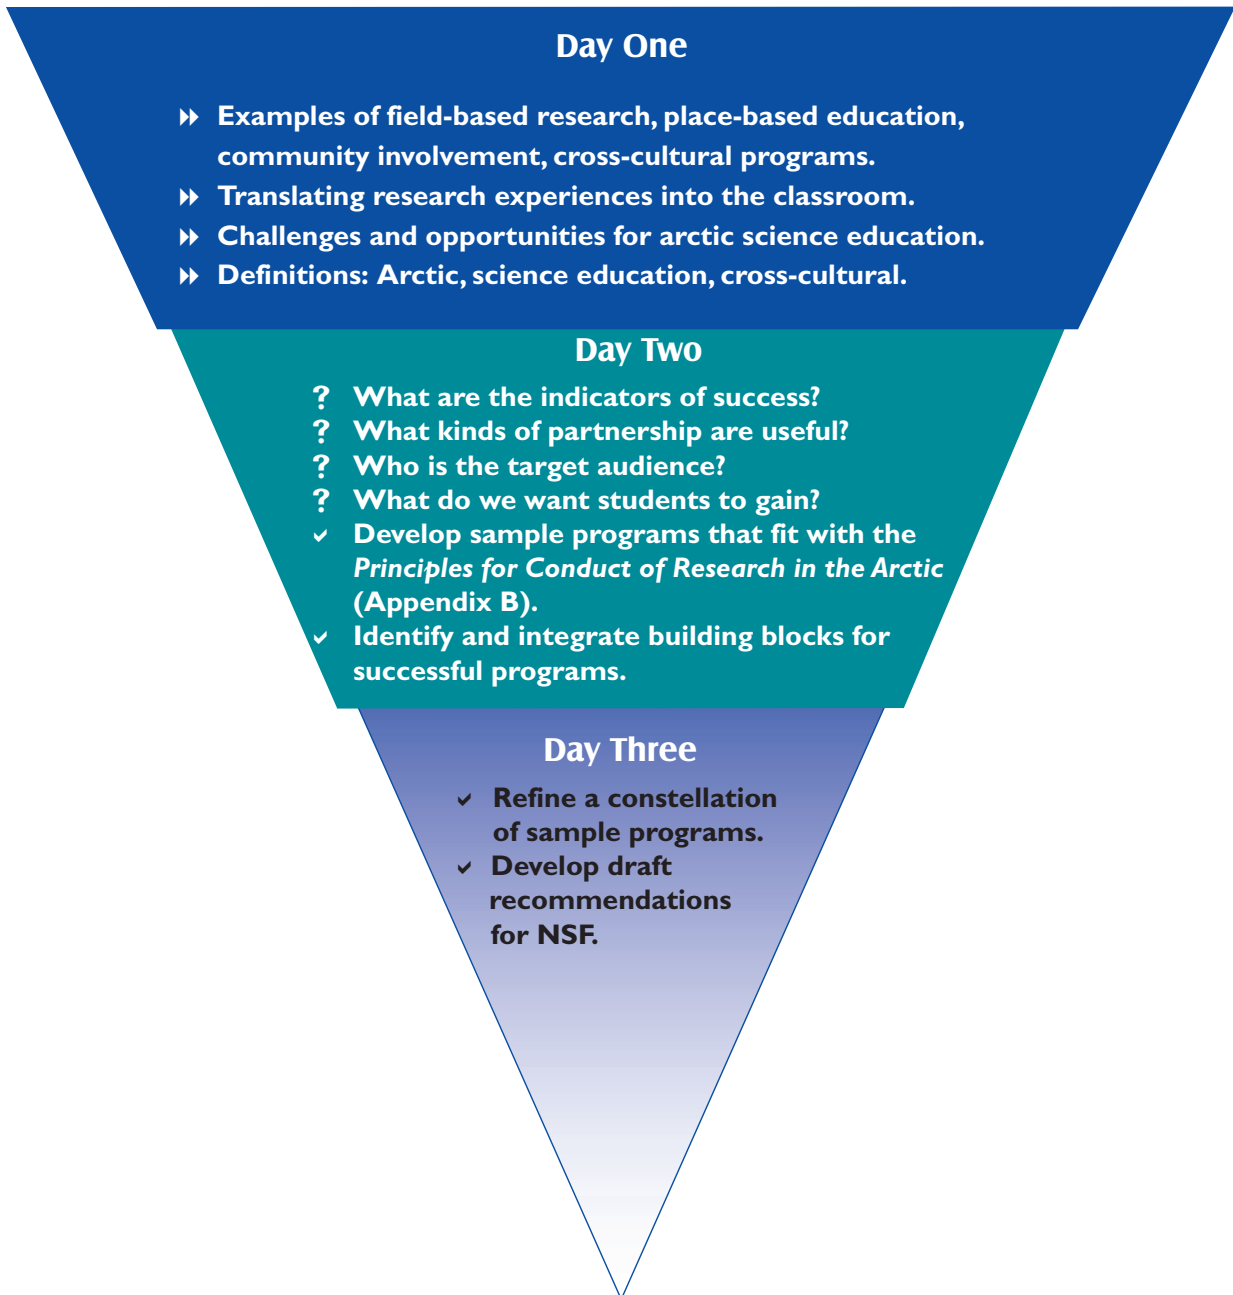 Day One
Examples of field-based research, place-based education,
community involvement, cross-cultural programs.
Translating research experiences into the classroom.
Challenges and opportunities for arctic science education.
Definitions: Arctic, science education, cross-cultural.
Day Two
? What are the indicators of success?
? What kinds of partnership are useful?
? Who is the target audience?
? What do we want students to gain?
Develop sample programs that fit with the
Principles for Conduct of Research in the Arctic
(Appendix B).
Identify and integrate building blocks for
successful programs.
Day Three
Refine a constellation
of sample programs.
Develop draft
recommendations
for NSF.